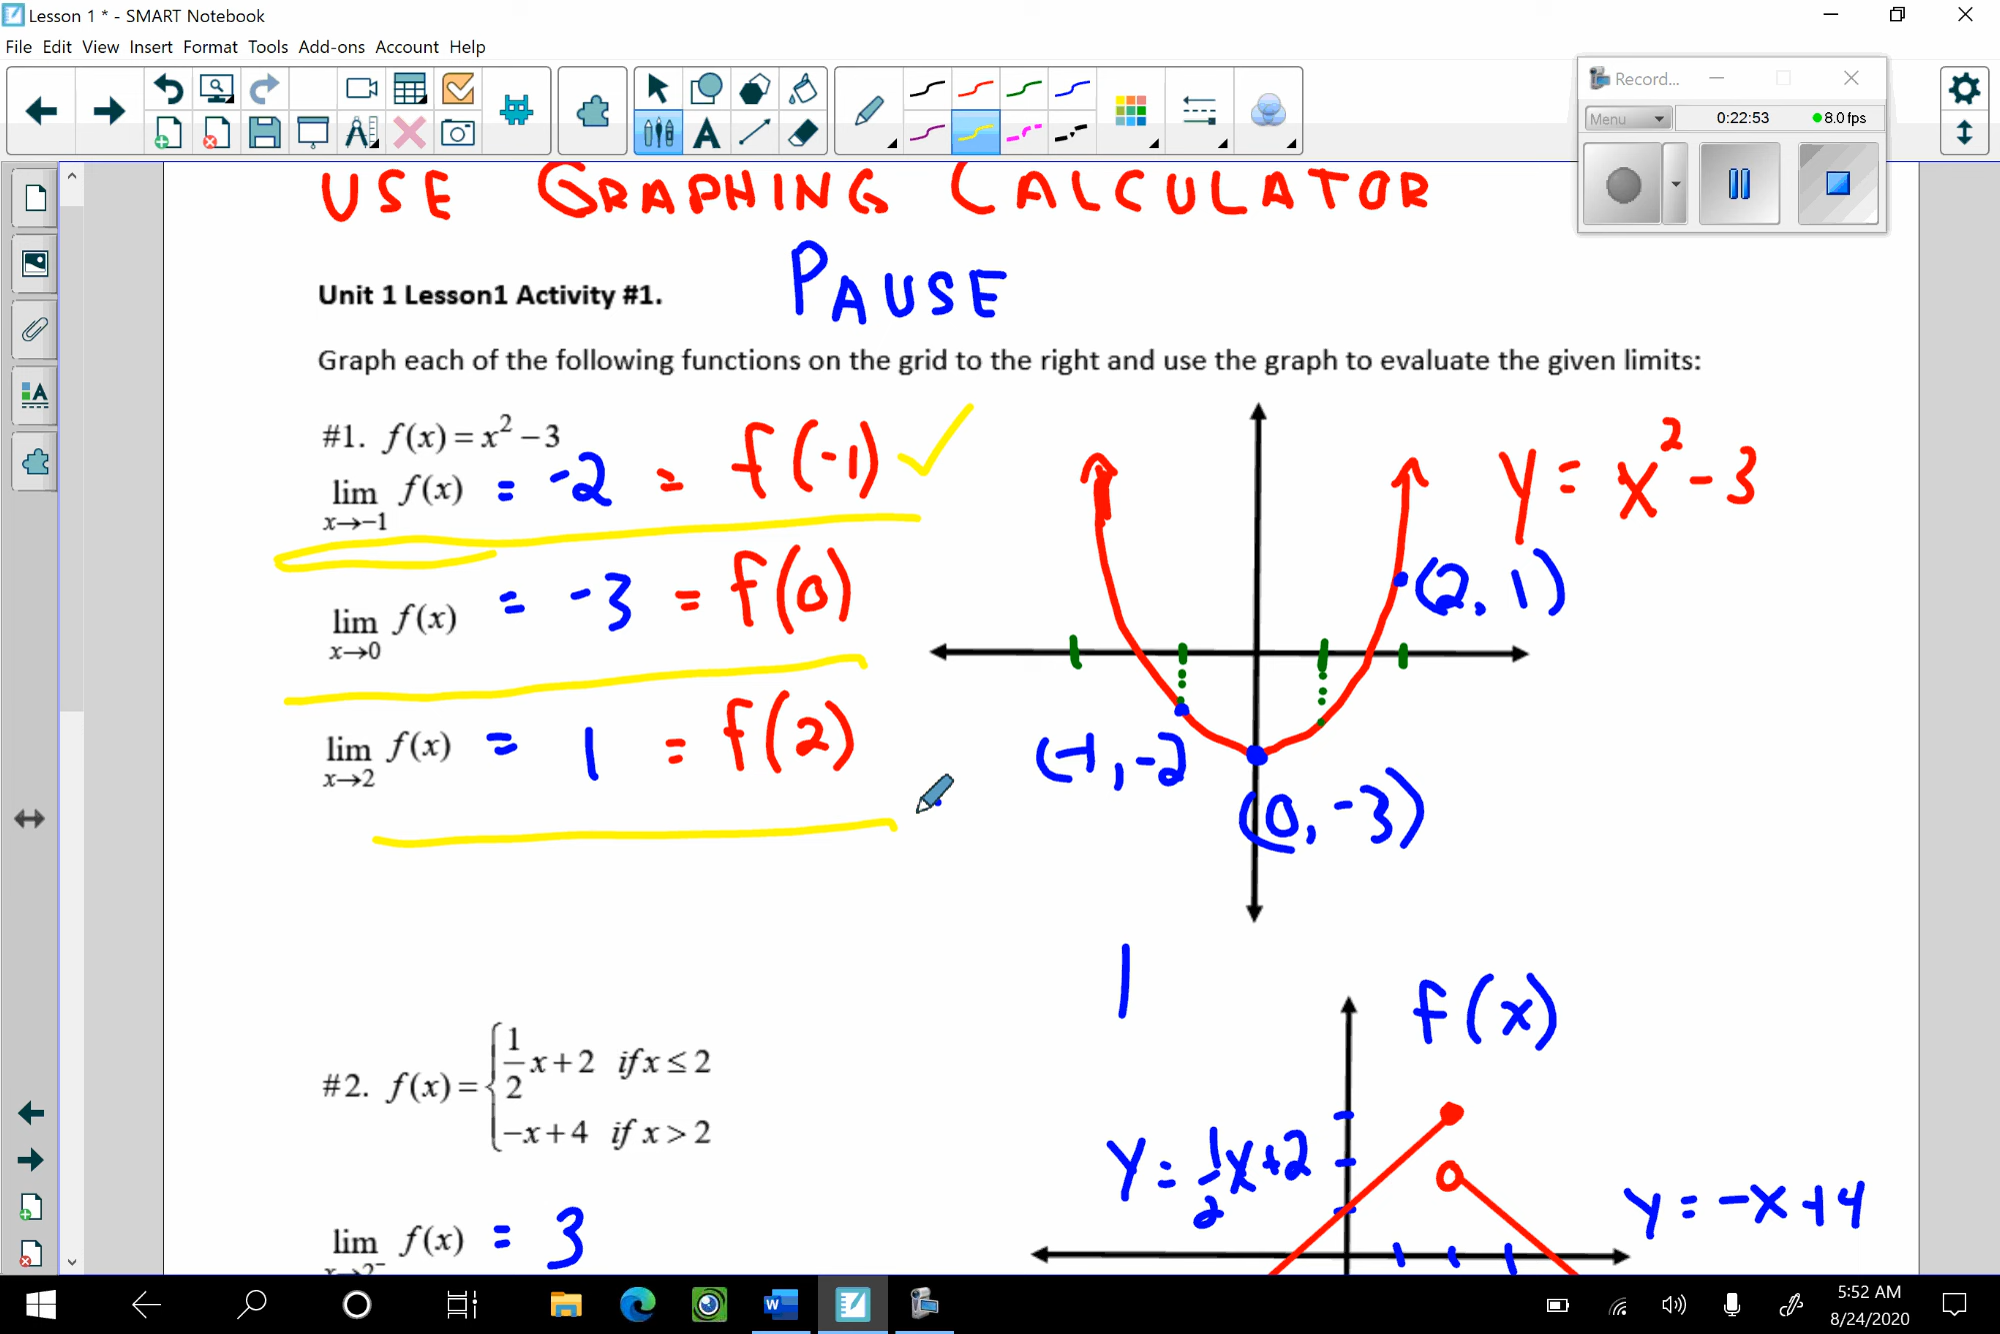 Lesson 1 * - SMART Notebook
File Edit View Insert Format Tools Add-ons Account Help
Record...
Menu 0:22:53 8.0 fps
USE GRAPHING CALCULATOR
PAUSE
Unit 1 Lesson1 Activity #1.
Graph each of the following functions on the grid to the right and use the graph to evaluate the given limits:
#1. f(x) = x² − 3
lim x→−1 f(x) = -2 = f(-1) ✓
y = x² - 3
lim x→0 f(x) = -3 = f(0)
(2, 1)
lim x→2 f(x) = 1 = f(2)
(-1, -2
(0, -3)
1
f(x)
#2. f(x) = { 1/2 x + 2 if x ≤ 2
−x + 4 if x > 2
y = 1/2 x + 2
y = -x + 4
lim x→2⁻ f(x) = 3
5:52 AM
8/24/2020